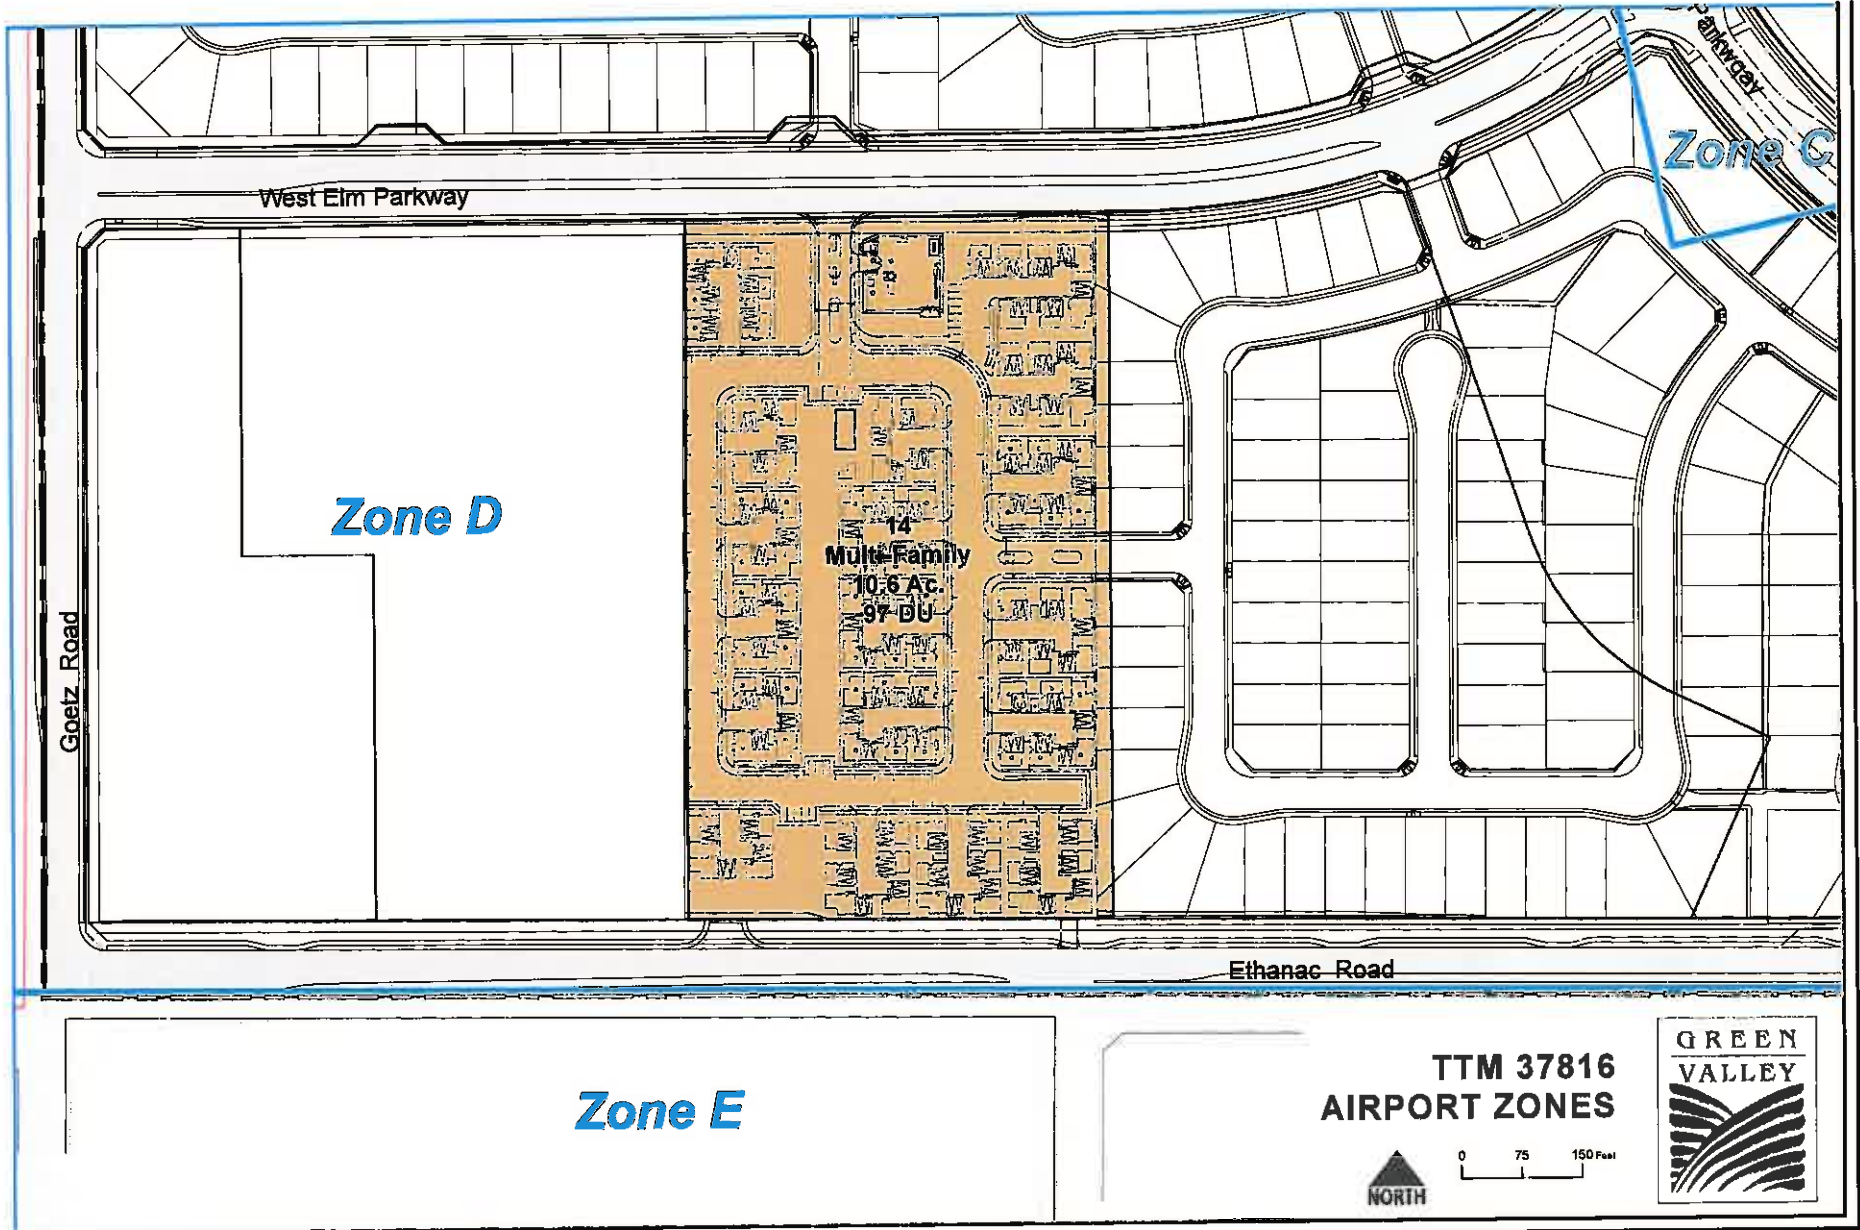 Parkway
Zone C
West Elm Parkway
Zone D
14
Multi-Family
10.6 Ac.
97 DU
Goetz Road
Ethanac Road
Zone E
TTM 37816
AIRPORT ZONES
0 75 150 Feet
NORTH
GREEN
VALLEY